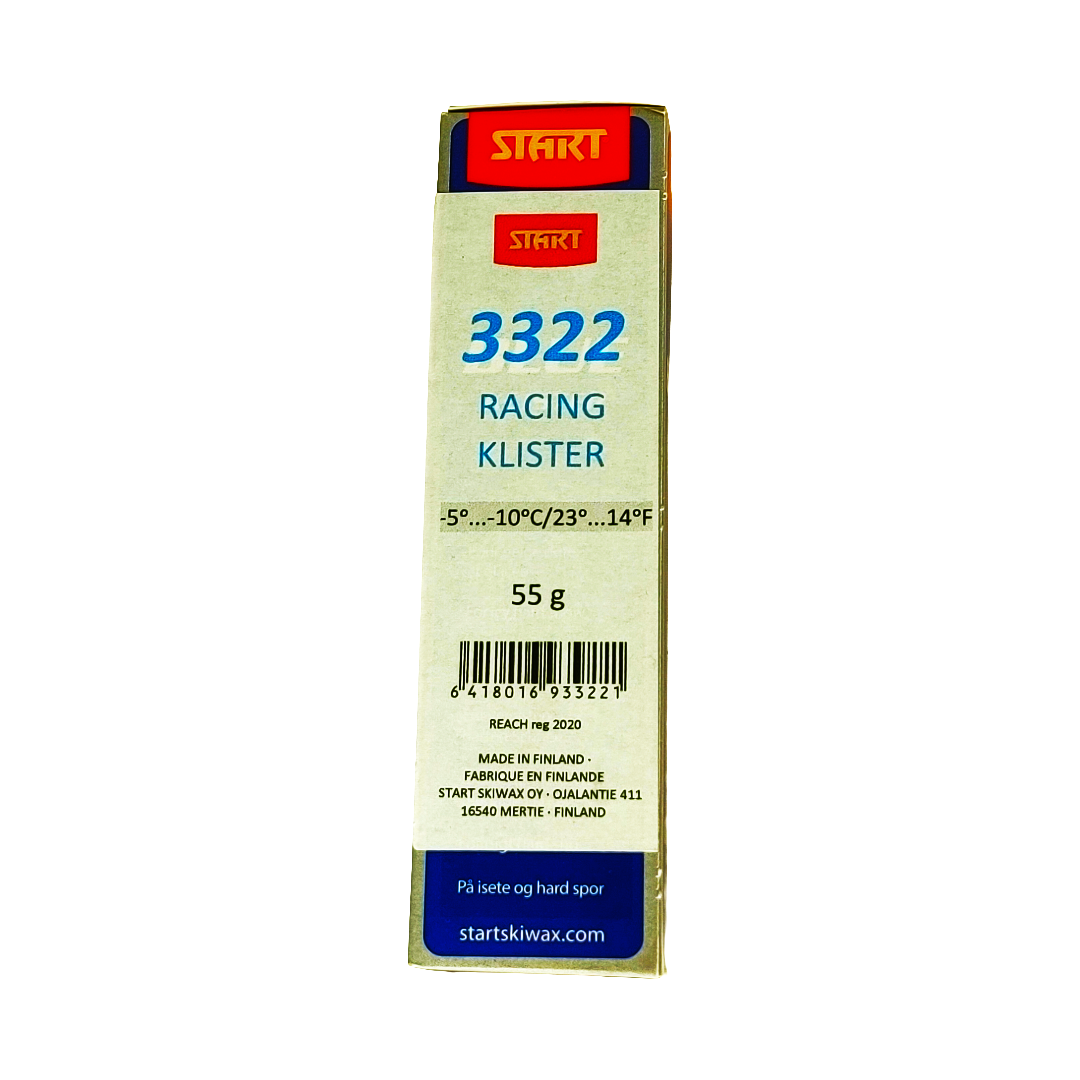 START
START
3322
RACING
KLISTER
-5°...-10°C/23°...14°F
55 g
6 418016 933221
REACH reg 2020
MADE IN FINLAND ·
FABRIQUE EN FINLANDE
START SKIWAX OY · OJALANTIE 411
16540 MERTIE · FINLAND
På isete og hard spor
startskiwax.com